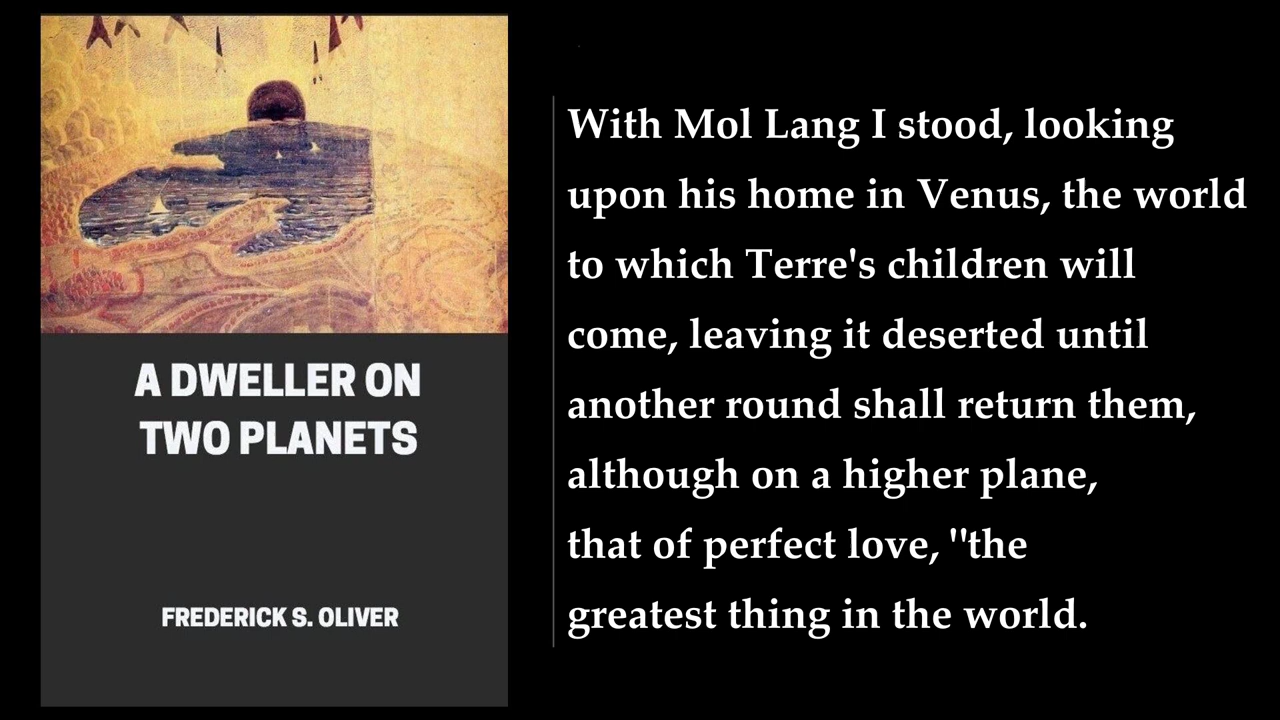 A DWELLER ON
TWO PLANETS
FREDERICK S. OLIVER
With Mol Lang I stood, looking
upon his home in Venus, the world
to which Terre's children will
come, leaving it deserted until
another round shall return them,
although on a higher plane,
that of perfect love, "the
greatest thing in the world.